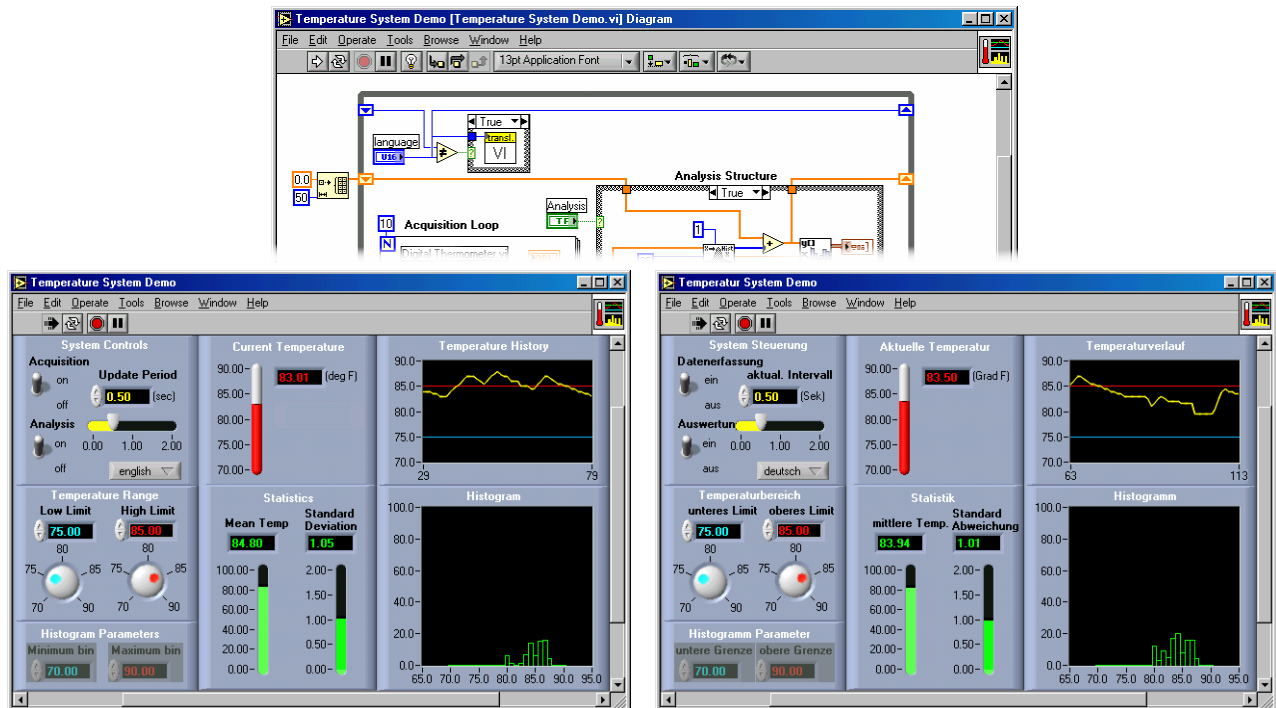 Temperature System Demo [Temperature System Demo.vi] Diagram
File Edit Operate Tools Browse Window Help
13pt Application Font
True
transl.
language
VI
U16
0.0
50
Analysis Structure
True
Analysis
TF
10
Acquisition Loop
1
N
Digital Thermometer.vi
Temperature System Demo
File Edit Operate Tools Browse Window Help
System Controls
Acquisition
on
off
Update Period
0.50 (sec)
Analysis
on
off
0.00 1.00 2.00
english
Current Temperature
90.00
85.00
80.00
75.00
70.00
83.01 (deg F)
Temperature History
90.0
85.0
80.0
75.0
70.0
29 79
Temperature Range
Low Limit High Limit
75.00 85.00
80 80
75 85 75 85
70 90 70 90
Histogram Parameters
Minimum bin Maximum bin
70.00 90.00
Statistics
Mean Temp
84.80
Standard
Deviation
1.05
100.00
80.00
60.00
40.00
20.00
0.00
2.00
1.50
1.00
0.50
0.00
Histogram
100.0
80.0
60.0
40.0
20.0
0.0
65.0 70.0 75.0 80.0 85.0 90.0 95.0
Temperatur System Demo
File Edit Operate Tools Browse Window Help
System Steuerung
Datenerfassung
ein
aus
aktual. Intervall
0.50 (Sek)
Auswertun
ein
aus
0.00 1.00 2.00
deutsch
Aktuelle Temperatur
90.00
85.00
80.00
75.00
70.00
83.50 (Grad F)
Temperaturverlauf
90.0
85.0
80.0
75.0
70.0
63 113
Temperaturbereich
unteres Limit oberes Limit
75.00 85.00
80 80
75 85 75 85
70 90 70 90
Histogramm Parameter
untere Grenze obere Grenze
70.00 90.00
Statistik
mittlere Temp.
83.94
Standard
Abweichung
1.01
100.00
80.00
60.00
40.00
20.00
0.00
2.00
1.50
1.00
0.50
0.00
Histogramm
100.0
80.0
60.0
40.0
20.0
0.0
65.0 70.0 75.0 80.0 85.0 90.0 95.0